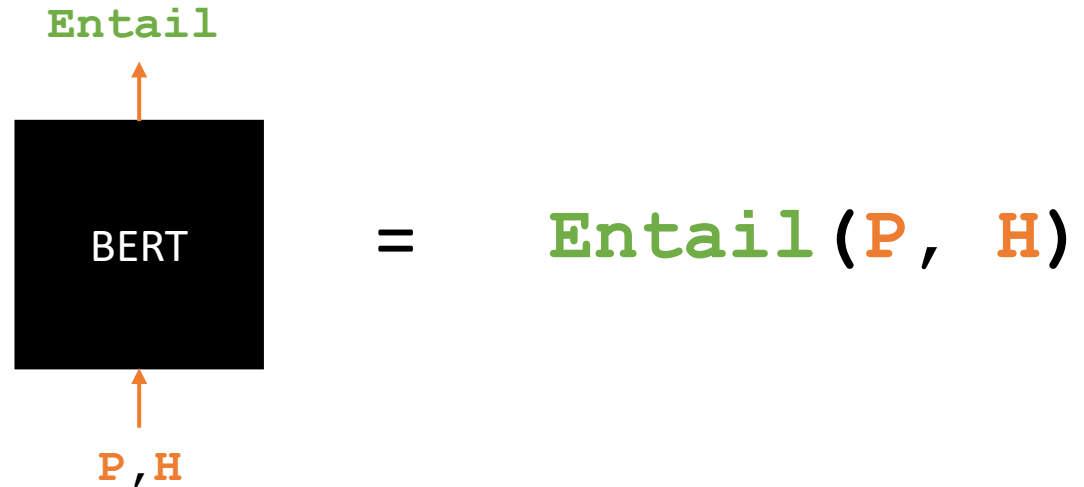 Entail
BERT
= Entail(P, H)
P,H